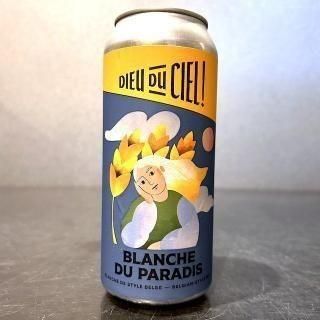 DIEU DU CIEL!
BLANCHE
DU PARADIS
BLANCHE DE STYLE BELGE — BELGIAN-STYLE